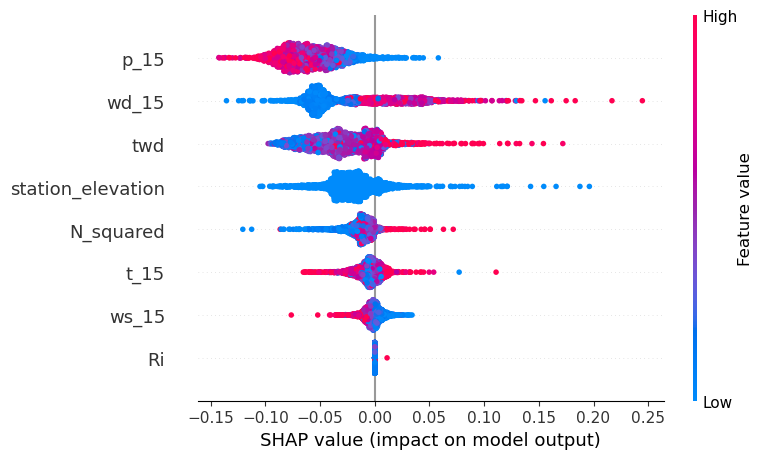 High
p_15
wd_15
twd
station_elevation
N_squared
t_15
ws_15
Ri
Feature value
Low
−0.15 −0.10 −0.05 0.00 0.05 0.10 0.15 0.20 0.25
SHAP value (impact on model output)